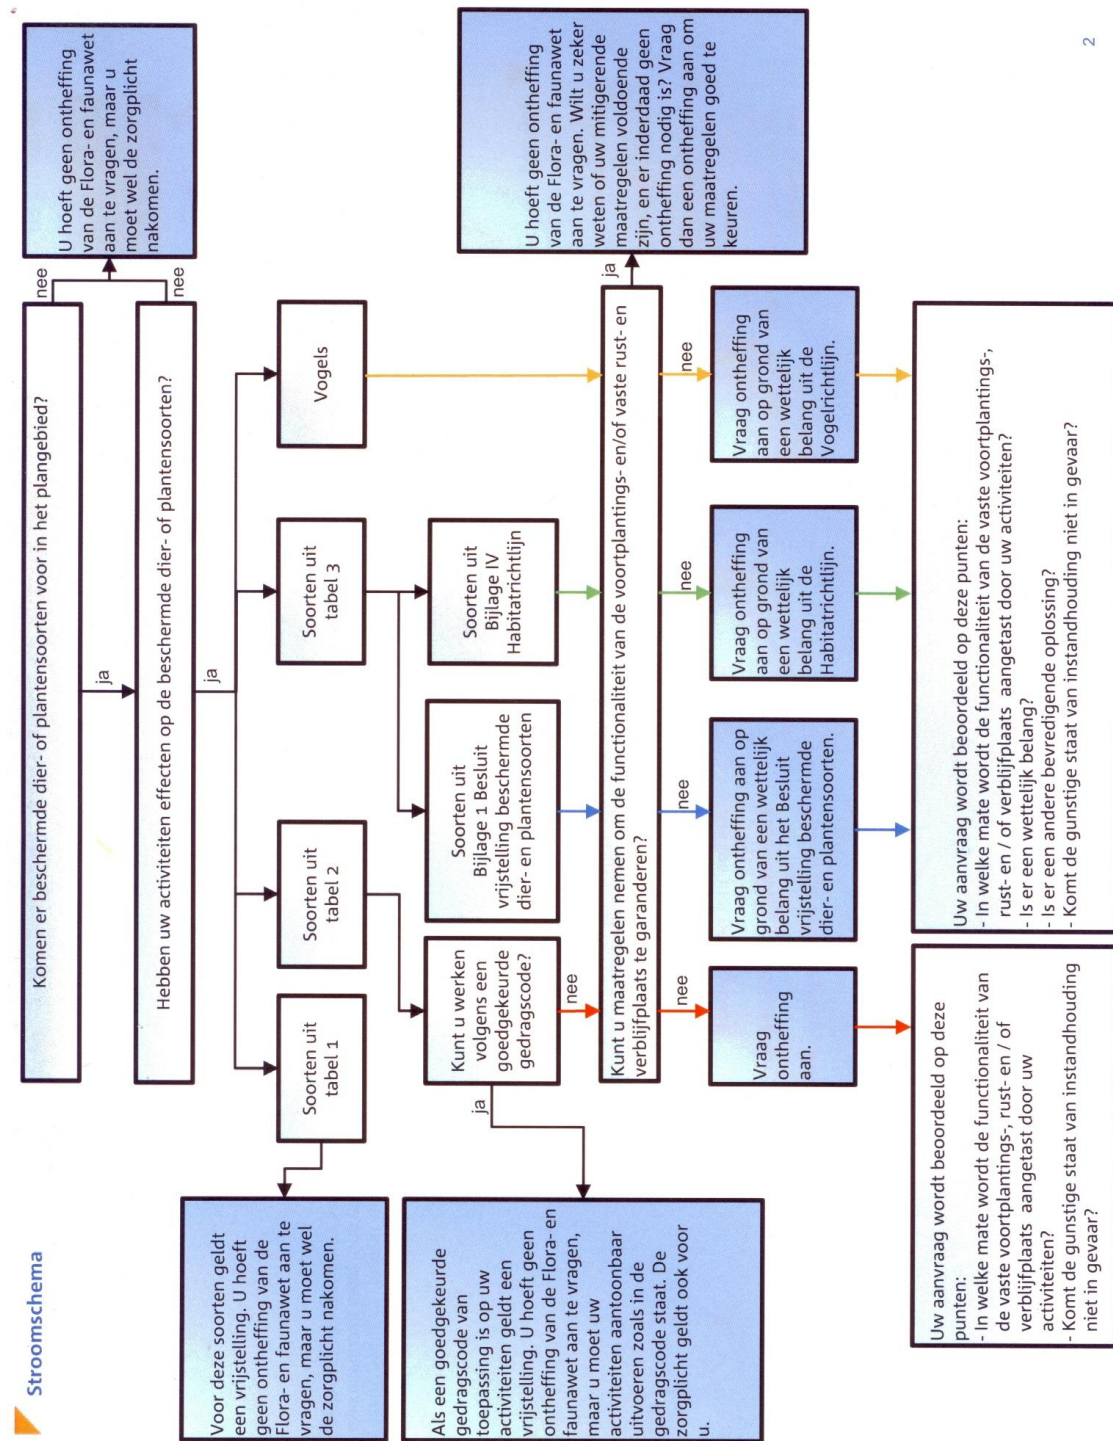 Stroomschema
Komen er beschermde dier- of plantensoorten voor in het plangebied?
nee
ja
U hoeft geen ontheffing
van de Flora- en faunawet
aan te vragen, maar u
moet wel de zorgplicht
nakomen.
Hebben uw activiteiten effecten op de beschermde dier- of plantensoorten?
nee
ja
Soorten uit
tabel 1
Soorten uit
tabel 2
Soorten uit
tabel 3
Vogels
Voor deze soorten geldt
een vrijstelling. U hoeft
geen ontheffing van de
Flora- en faunawet aan te
vragen, maar u moet wel
de zorgplicht nakomen.
Kunt u werken
volgens een
goedgekeurde
gedragscode?
ja
nee
Soorten uit
Bijlage 1 Besluit
vrijstelling beschermde
dier- en plantensoorten
Soorten uit
Bijlage IV
Habitatrichtlijn
Als een goedgekeurde
gedragscode van
toepassing is op uw
activiteiten geldt een
vrijstelling. U hoeft geen
ontheffing van de Flora- en
faunawet aan te vragen,
maar u moet uw
activiteiten aantoonbaar
uitvoeren zoals in de
gedragscode staat. De
zorgplicht geldt ook voor
u.
Kunt u maatregelen nemen om de functionaliteit van de voortplantings- en/of vaste rust- en
verblijfplaats te garanderen?
ja
U hoeft geen ontheffing
van de Flora- en faunawet
aan te vragen. Wilt u zeker
weten of uw mitigerende
maatregelen voldoende
zijn, en er inderdaad geen
ontheffing nodig is? Vraag
dan een ontheffing aan om
uw maatregelen goed te
keuren.
nee
nee
nee
nee
Vraag
ontheffing
aan.
Vraag ontheffing aan op
grond van een wettelijk
belang uit het Besluit
vrijstelling beschermde
dier- en plantensoorten.
Vraag ontheffing
aan op grond van
een wettelijk
belang uit de
Habitatrichtlijn.
Vraag ontheffing
aan op grond van
een wettelijk
belang uit de
Vogelrichtlijn.
Uw aanvraag wordt beoordeeld op deze
punten:
- In welke mate wordt de functionaliteit van
de vaste voortplantings-, rust- en / of
verblijfplaats aangetast door uw
activiteiten?
- Komt de gunstige staat van instandhouding
niet in gevaar?
Uw aanvraag wordt beoordeeld op deze punten:
- In welke mate wordt de functionaliteit van de vaste voortplantings-,
rust- en / of verblijfplaats aangetast door uw activiteiten?
- Is er een wettelijk belang?
- Is er een andere bevredigende oplossing?
- Komt de gunstige staat van instandhouding niet in gevaar?
2